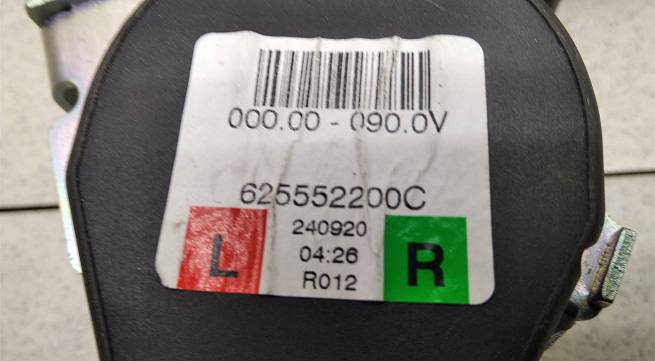 000.00 - 090.0V
625552200C
240920
04:26
L R012 R